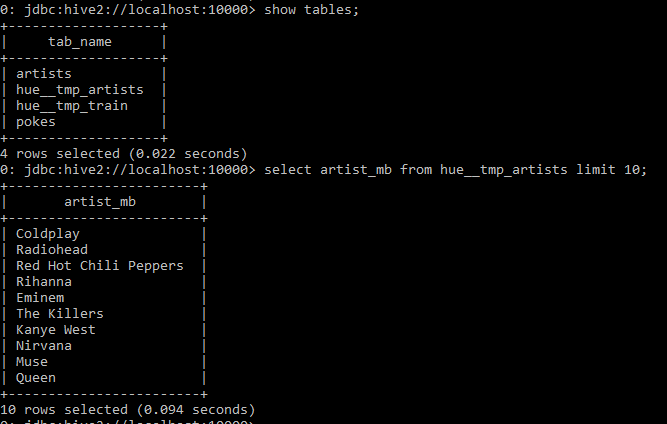 0: jdbc:hive2://localhost:10000> show tables;
+-------------------+
|     tab_name      |
+-------------------+
| artists           |
| hue__tmp_artists  |
| hue__tmp_train    |
| pokes             |
+-------------------+
4 rows selected (0.022 seconds)
0: jdbc:hive2://localhost:10000> select artist_mb from hue__tmp_artists limit 10;
+------------------------+
|       artist_mb        |
+------------------------+
| Coldplay               |
| Radiohead              |
| Red Hot Chili Peppers  |
| Rihanna                |
| Eminem                 |
| The Killers            |
| Kanye West             |
| Nirvana                |
| Muse                   |
| Queen                  |
+------------------------+
10 rows selected (0.094 seconds)
0: jdbc:hive2://localhost:10000>